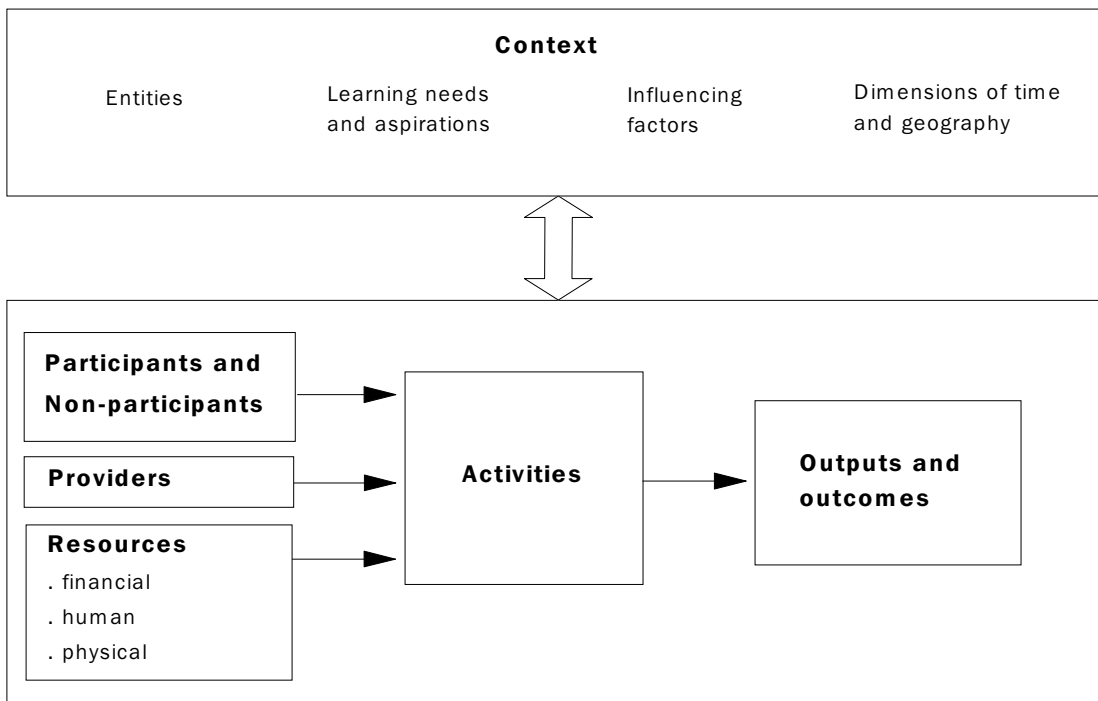 Context
Entities
Learning needs
and aspirations
Influencing
factors
Dimensions of time
and geography
Participants and
Non-participants
Providers
Resources
. financial
. human
. physical
Activities
Outputs and
outcomes